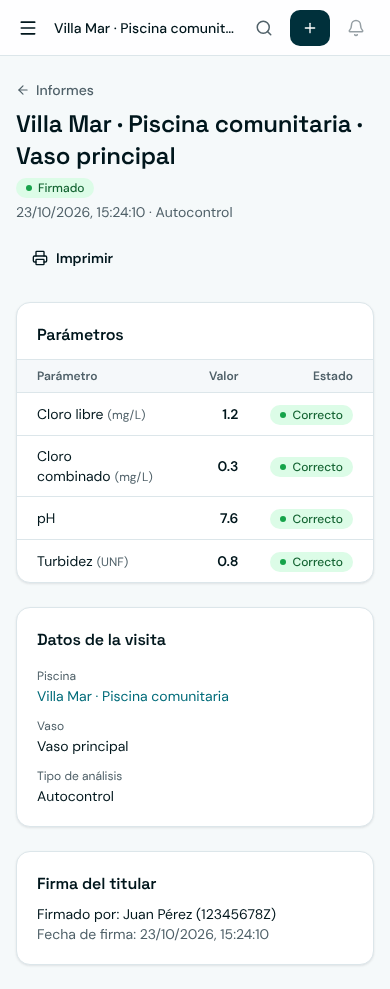 Villa Mar · Piscina comunit...
Informes
Villa Mar · Piscina comunitaria ·
Vaso principal
Firmado
23/10/2026, 15:24:10 · Autocontrol
Imprimir
Parámetros
Parámetro Valor Estado
Cloro libre (mg/L) 1.2 Correcto
Cloro
combinado (mg/L) 0.3 Correcto
pH 7.6 Correcto
Turbidez (UNF) 0.8 Correcto
Datos de la visita
Piscina
Villa Mar · Piscina comunitaria
Vaso
Vaso principal
Tipo de análisis
Autocontrol
Firma del titular
Firmado por: Juan Pérez (12345678Z)
Fecha de firma: 23/10/2026, 15:24:10